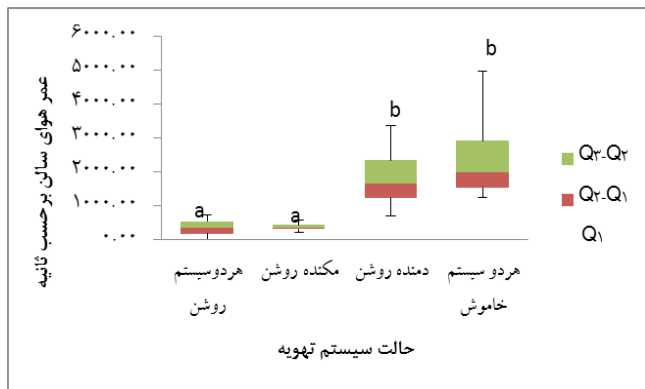 ۶۰۰۰.۰۰
۵۰۰۰.۰۰
۴۰۰۰.۰۰
۳۰۰۰.۰۰
۲۰۰۰.۰۰
۱۰۰۰.۰۰
۰.۰۰
عمر هوای سالن برحسب ثانیه
a
a
b
b
هردوسیستم روشن
مکنده روشن
دمنده روشن
هردو سیستم خاموش
حالت سیستم تهویه
Q۳-Q۲
Q۲-Q۱
Q۱